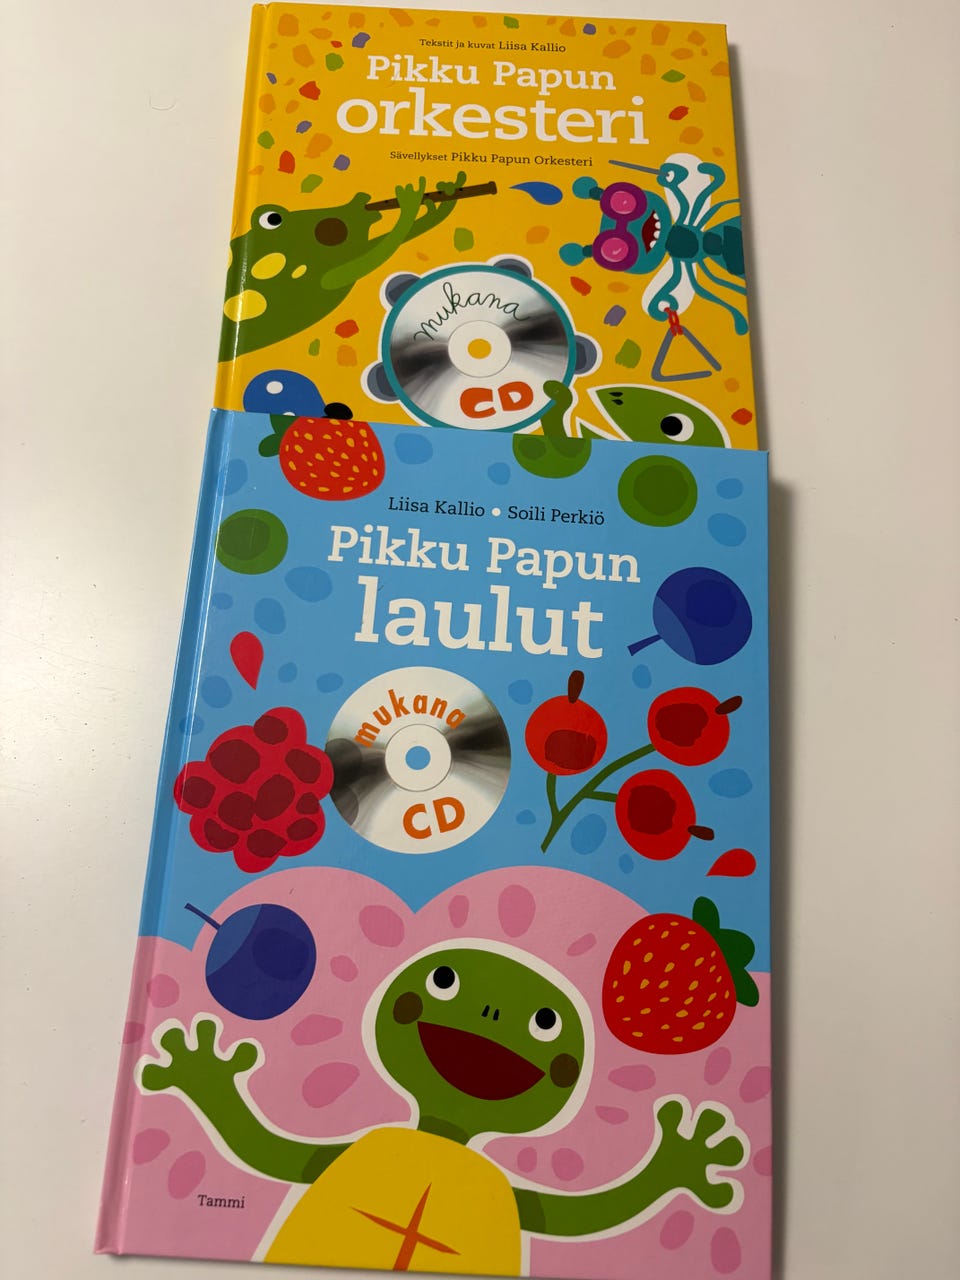 Tekstit ja kuvat Liisa Kallio
Pikku Papun
orkesteri
Sävellykset Pikku Papun Orkesteri
mukana
CD
Liisa Kallio • Soili Perkiö
Pikku Papun
laulut
mukana
CD
Tammi